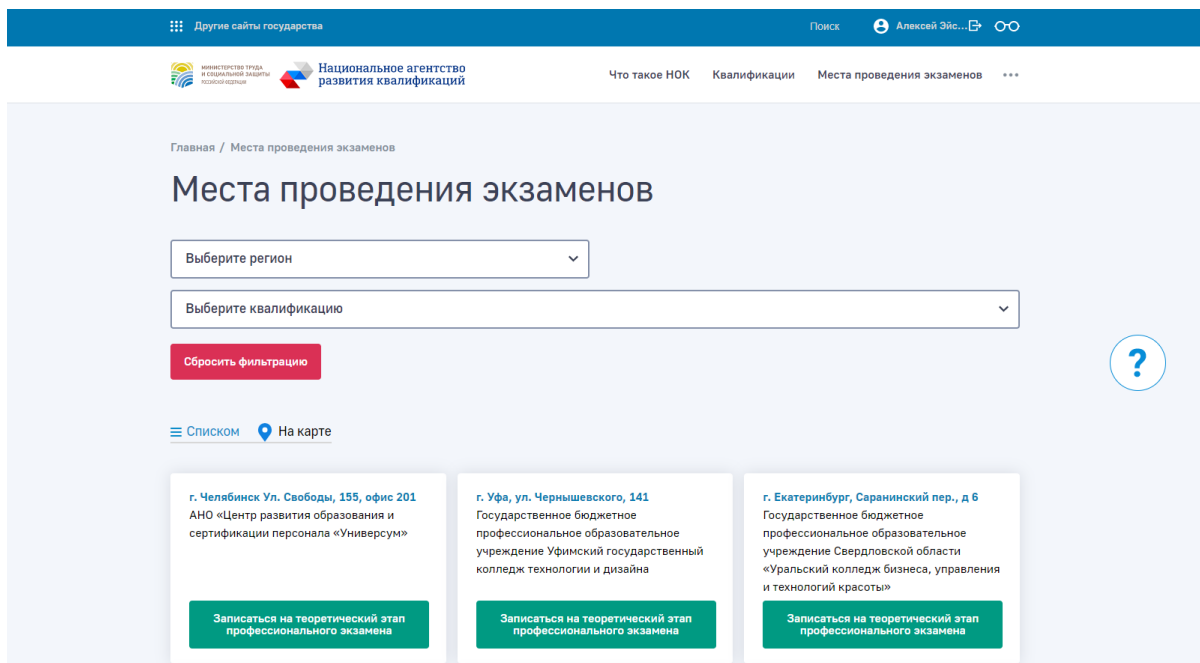 Другие сайты государства
Поиск
Алексей Эйс...
МИНИСТЕРСТВО ТРУДА
И СОЦИАЛЬНОЙ ЗАЩИТЫ
РОССИЙСКОЙ ФЕДЕРАЦИИ
Национальное агентство
развития квалификаций
Что такое НОК
Квалификации
Места проведения экзаменов
Главная / Места проведения экзаменов
Места проведения экзаменов
Выберите регион
Выберите квалификацию
Сбросить фильтрацию
?
Списком
На карте
г. Челябинск Ул. Свободы, 155, офис 201
АНО «Центр развития образования и
сертификации персонала «Универсум»
Записаться на теоретический этап
профессионального экзамена
г. Уфа, ул. Чернышевского, 141
Государственное бюджетное
профессиональное образовательное
учреждение Уфимский государственный
колледж технологии и дизайна
Записаться на теоретический этап
профессионального экзамена
г. Екатеринбург, Саранинский пер., д 6
Государственное бюджетное
профессиональное образовательное
учреждение Свердловской области
«Уральский колледж бизнеса, управления
и технологий красоты»
Записаться на теоретический этап
профессионального экзамена